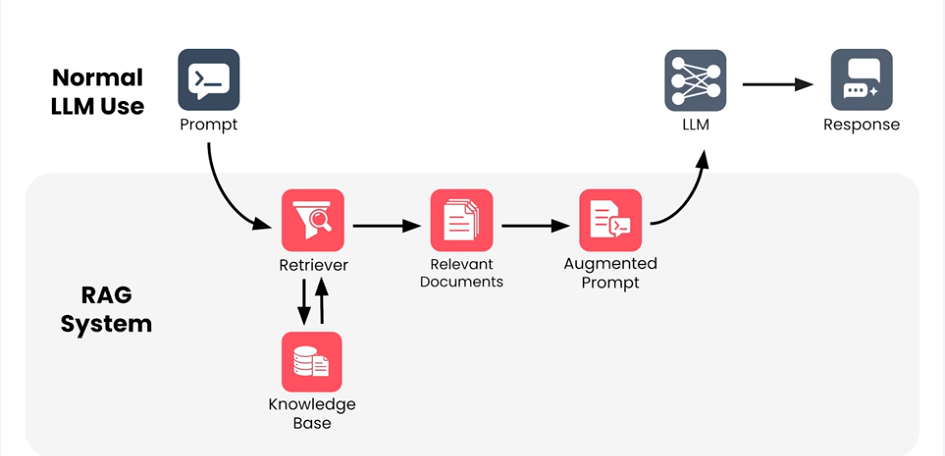 Normal
LLM Use
Prompt
LLM
Response
Retriever
Relevant
Documents
Augmented
Prompt
RAG
System
Knowledge
Base